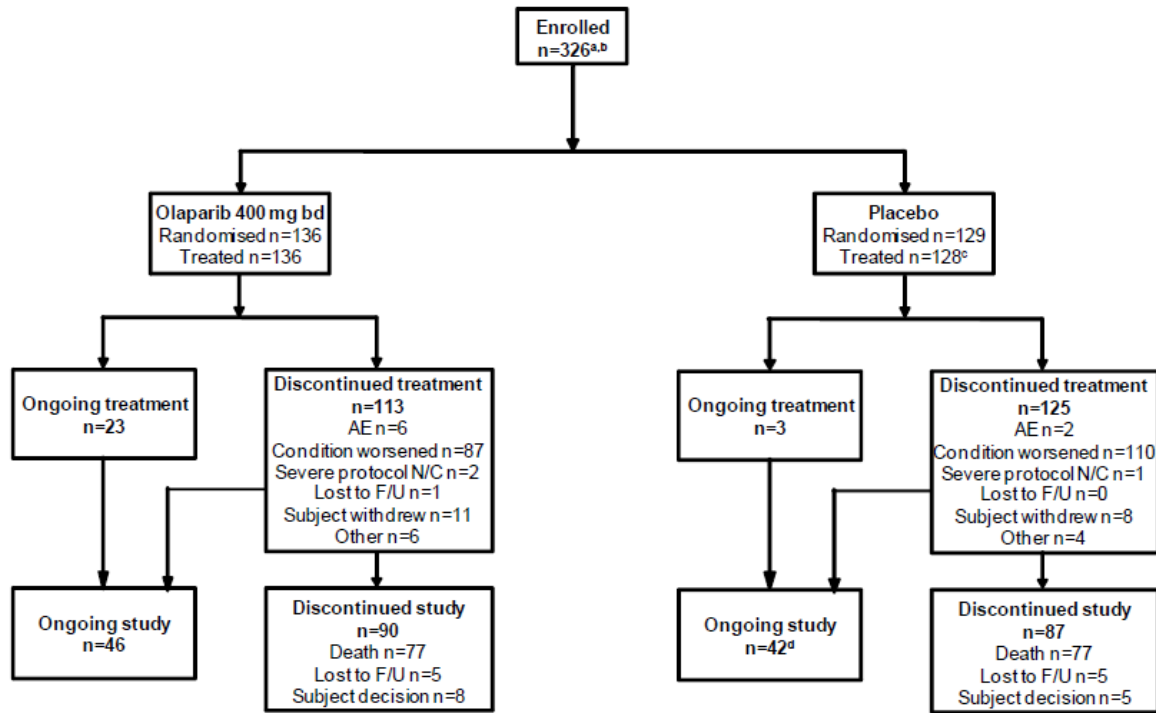 Enrolled
n=326a,b
Olaparib 400 mg bd
Randomised n=136
Treated n=136
Placebo
Randomised n=129
Treated n=128c
Ongoing treatment
n=23
Discontinued treatment
n=113
AE n=6
Condition worsened n=87
Severe protocol N/C n=2
Lost to F/U n=1
Subject withdrew n=11
Other n=6
Ongoing treatment
n=3
Discontinued treatment
n=125
AE n=2
Condition worsened n=110
Severe protocol N/C n=1
Lost to F/U n=0
Subject withdrew n=8
Other n=4
Ongoing study
n=46
Discontinued study
n=90
Death n=77
Lost to F/U n=5
Subject decision n=8
Ongoing study
n=42d
Discontinued study
n=87
Death n=77
Lost to F/U n=5
Subject decision n=5